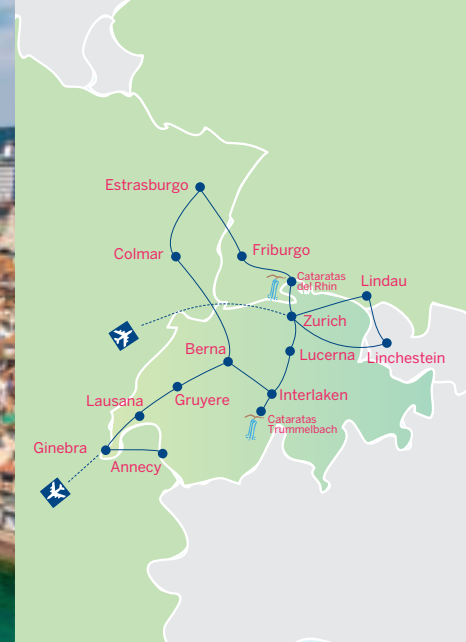 Estrasburgo
Colmar
Friburgo
Cataratas
del Rhin
Lindau
Zurich
Berna
Lucerna
Linchestein
Lausana
Gruyere
Interlaken
Cataratas
Trummelbach
Ginebra
Annecy